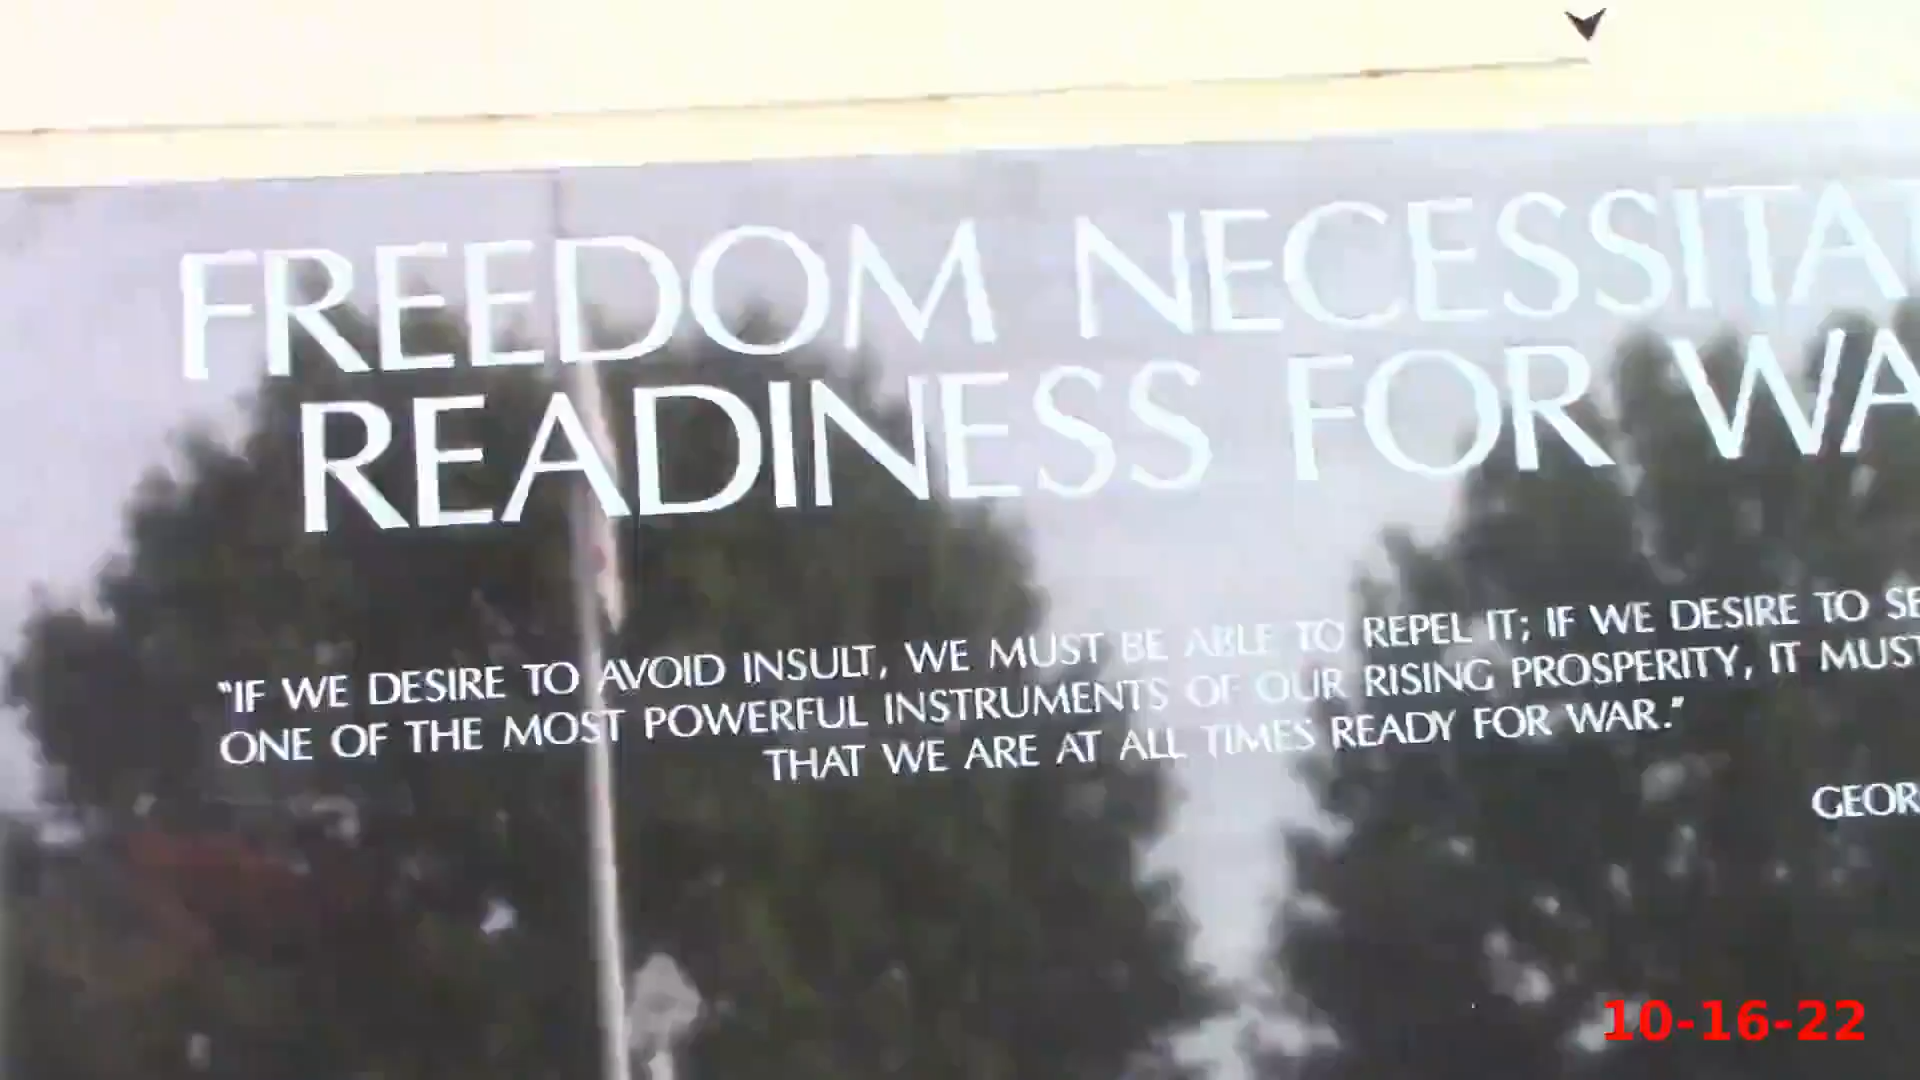 FREEDOM NECESSITAT
READINESS FOR WA
"IF WE DESIRE TO AVOID INSULT, WE MUST BE ABLE TO REPEL IT; IF WE DESIRE TO SE
ONE OF THE MOST POWERFUL INSTRUMENTS OF OUR RISING PROSPERITY, IT MUST
THAT WE ARE AT ALL TIMES READY FOR WAR."
GEOR
10-16-22